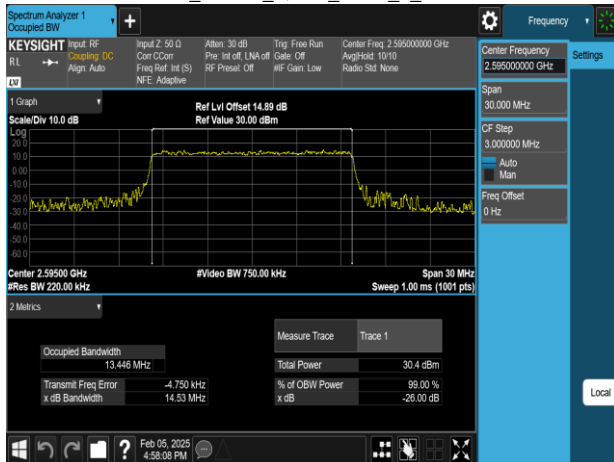 Spectrum Analyzer 1
Occupied BW
Frequency
KEYSIGHT
Input: RF
Coupling: DC
Align: Auto
Input Z: 50 Ω
Corr CCorr
Freq Ref: Int (S)
NFE: Adaptive
Atten: 30 dB
Pre: Int off, LNA off
RF Presel: Off
Trig: Free Run
Gate: Off
#IF Gain: Low
Center Freq: 2.595000000 GHz
Avg|Hold: 10/10
Radio Std: None
RL
LXI
Center Frequency
2.595000000 GHz
Settings
Span
30.000 MHz
CF Step
3.000000 MHz
Auto
Man
Freq Offset
0 Hz
1 Graph
Scale/Div 10.0 dB
Ref Lvl Offset 14.89 dB
Ref Value 30.00 dBm
Log
20.0
10.0
0.00
-10.0
-20.0
-30.0
-40.0
-50.0
-60.0
Center 2.59500 GHz
#Video BW 750.00 kHz
Span 30 MHz
#Res BW 220.00 kHz
Sweep 1.00 ms (1001 pts)
2 Metrics
Measure Trace
Trace 1
Occupied Bandwidth
13.446 MHz
Total Power
30.4 dBm
Transmit Freq Error
-4.750 kHz
% of OBW Power
99.00 %
x dB Bandwidth
14.53 MHz
x dB
-26.00 dB
Local
?
Feb 05, 2025
4:58:08 PM